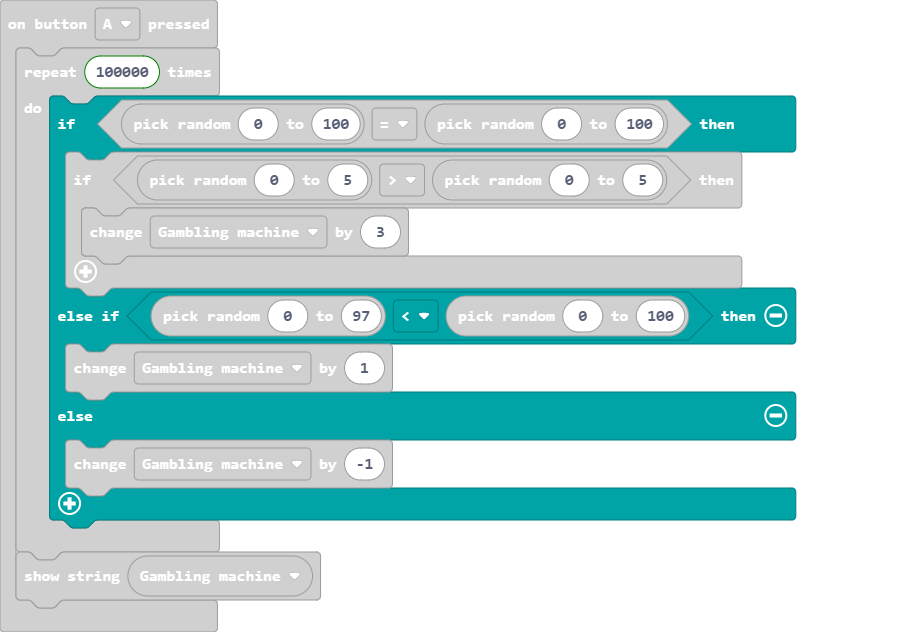 on button A pressed
repeat 100000 times
do
if pick random 0 to 100 = pick random 0 to 100 then
if pick random 0 to 5 > pick random 0 to 5 then
change Gambling machine by 3
else if pick random 0 to 97 < pick random 0 to 100 then
change Gambling machine by 1
else
change Gambling machine by -1
show string Gambling machine